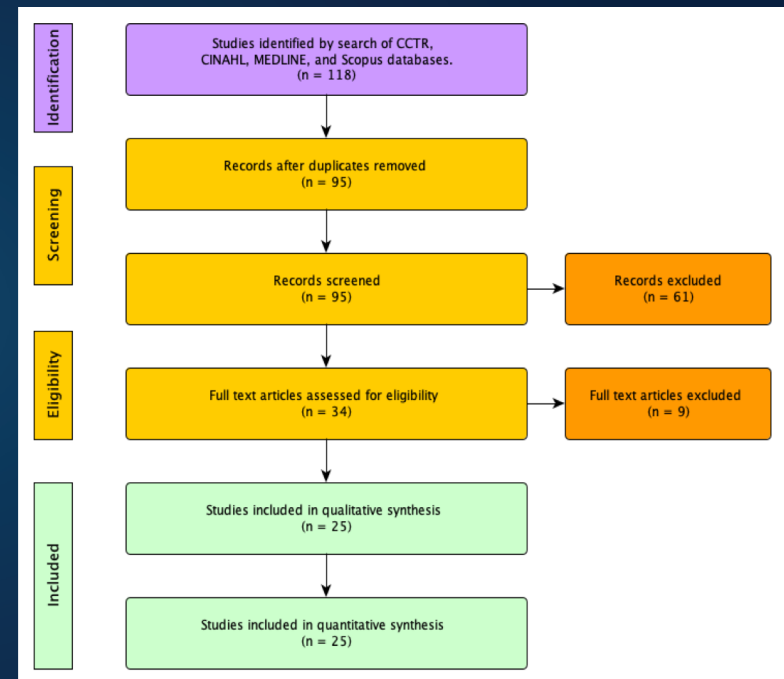 Identification
Studies identified by search of CCTR,
CINAHL, MEDLINE, and Scopus databases.
(n = 118)
Screening
Records after duplicates removed
(n = 95)
Records screened
(n = 95)
Records excluded
(n = 61)
Eligibility
Full text articles assessed for eligibility
(n = 34)
Full text articles excluded
(n = 9)
Included
Studies included in qualitative synthesis
(n = 25)
Studies included in quantitative synthesis
(n = 25)